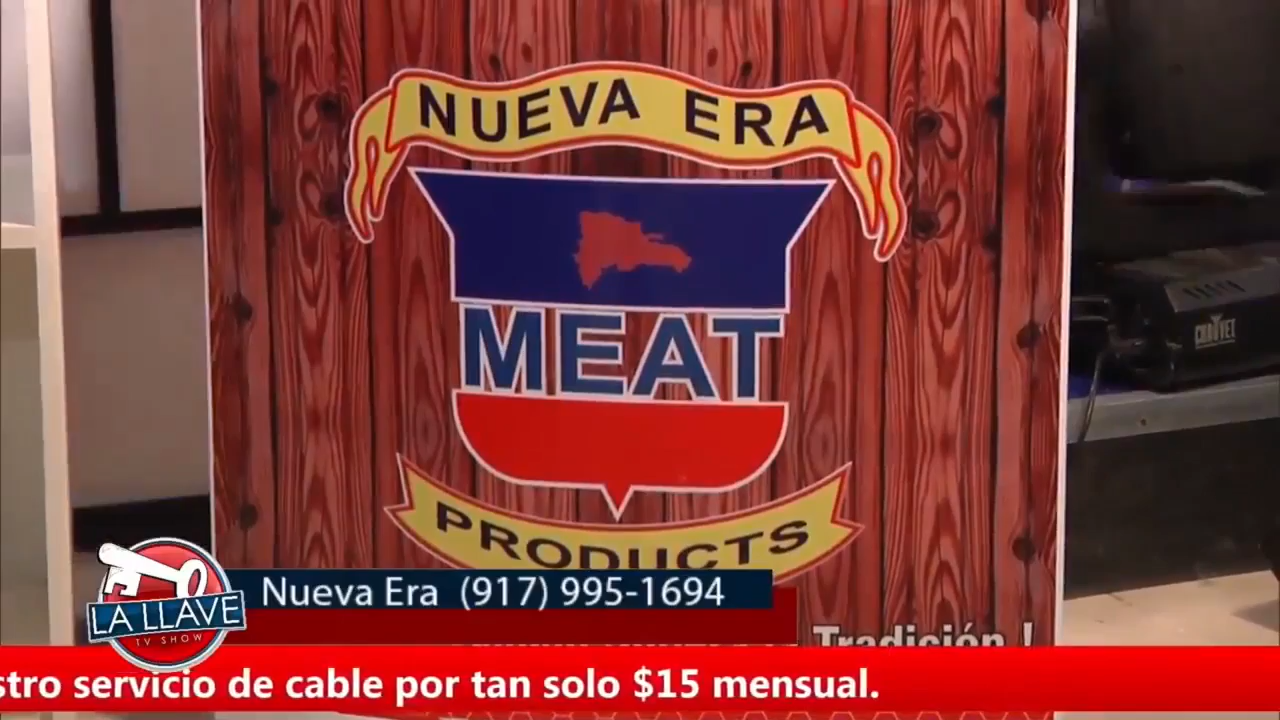 NUEVA ERA
MEAT
PRODUCTS
CHAUVET
Nueva Era (917) 995-1694
LA LLAVE
TV SHOW
Tradición !
stro servicio de cable por tan solo $15 mensual.